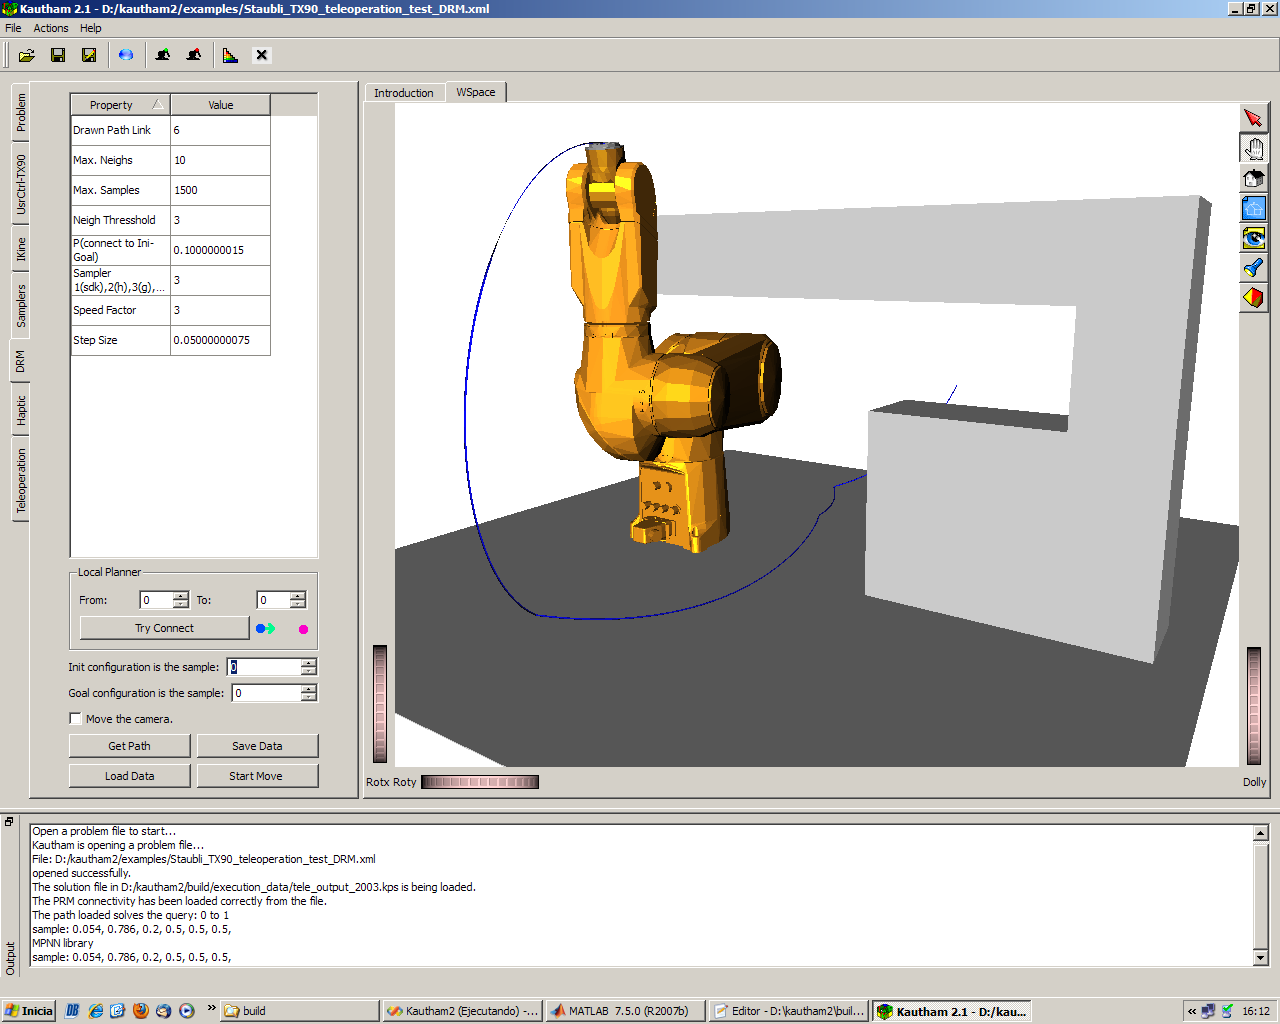 Kautham 2.1 - D:/kautham2/examples/Staubli_TX90_teleoperation_test_DRM.xml
File Actions Help
Problem
UsrCtrl-TX90
IKine
Samplers
DRM
Haptic
Teleoperation
Property Value
Drawn Path Link 6
Max. Neighs 10
Max. Samples 1500
Neigh Thresshold 3
P(connect to Ini-Goal) 0.1000000015
Sampler 1(sdk),2(h),3(g),... 3
Speed Factor 3
Step Size 0.05000000075
Local Planner
From: 0 To: 0
Try Connect
Init configuration is the sample: 0
Goal configuration is the sample: 0
Move the camera.
Get Path Save Data
Load Data Start Move
Introduction WSpace
Rotx Roty Dolly
Output
Open a problem file to start...
Kautham is opening a problem file...
File: D:/kautham2/examples/Staubli_TX90_teleoperation_test_DRM.xml
opened successfully.
The solution file in D:/kautham2/build/execution_data/tele_output_2003.kps is being loaded.
The PRM connectivity has been loaded correctly from the file.
The path loaded solves the query: 0 to 1
sample: 0.054, 0.786, 0.2, 0.5, 0.5, 0.5,
MPNN library
sample: 0.054, 0.786, 0.2, 0.5, 0.5, 0.5,
Inicia » build Kautham2 (Ejecutando) -... MATLAB 7.5.0 (R2007b) Editor - D:\kautham2\buil... Kautham 2.1 - D:/kau... « 16:12